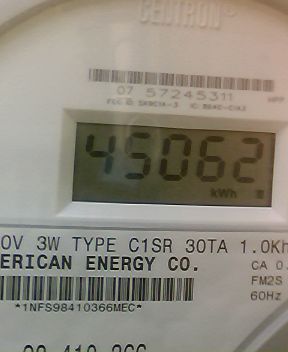 CENTRON
07 57245311
45062
kWh
0V 3W TYPE C1SR 30TA 1.0Kh
ERICAN ENERGY CO.
CA 0.
FM2S
60Hz
*1NFS98410366MEC*